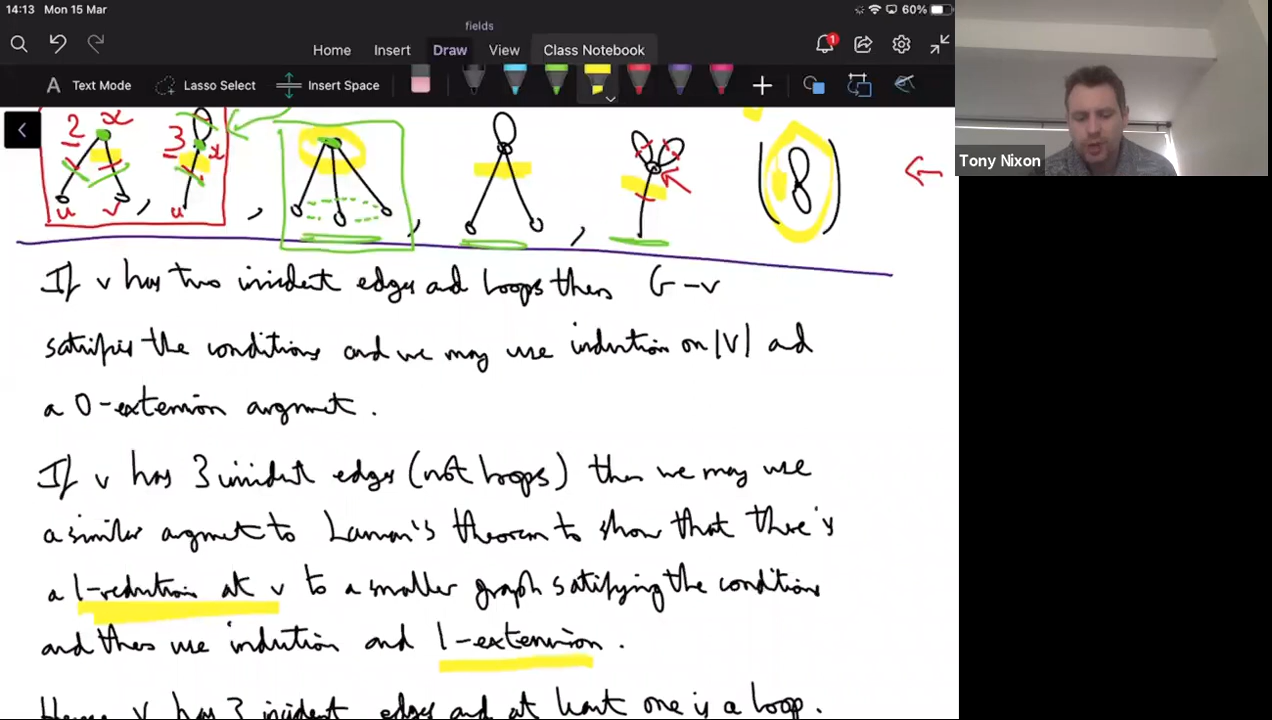 14:13 Mon 15 Mar
60%
fields
Home Insert Draw View Class Notebook
1
Text Mode Lasso Select Insert Space
Tony Nixon
2 x 3 x
u v , u , , , ( )
If v has two incident edges and loops then G-v
satisfies the conditions and we may use induction on |V| and
a 0-extension argument.
If v has 3 incident edges (not loops) then we may use
a similar argument to Laman's theorem to show that there's
a 1-reduction at v to a smaller graph satisfying the conditions
and then use induction and 1-extension.
Hence v has 3 incident edges and at least one is a loop.